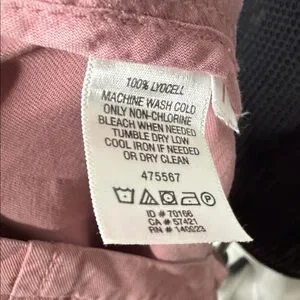 100% LYOCELL
MACHINE WASH COLD
ONLY NON-CHLORINE
BLEACH WHEN NEEDED
TUMBLE DRY LOW
COOL IRON IF NEEDED
OR DRY CLEAN
475567
ID # 70166
CA # 57421
RN # 140923